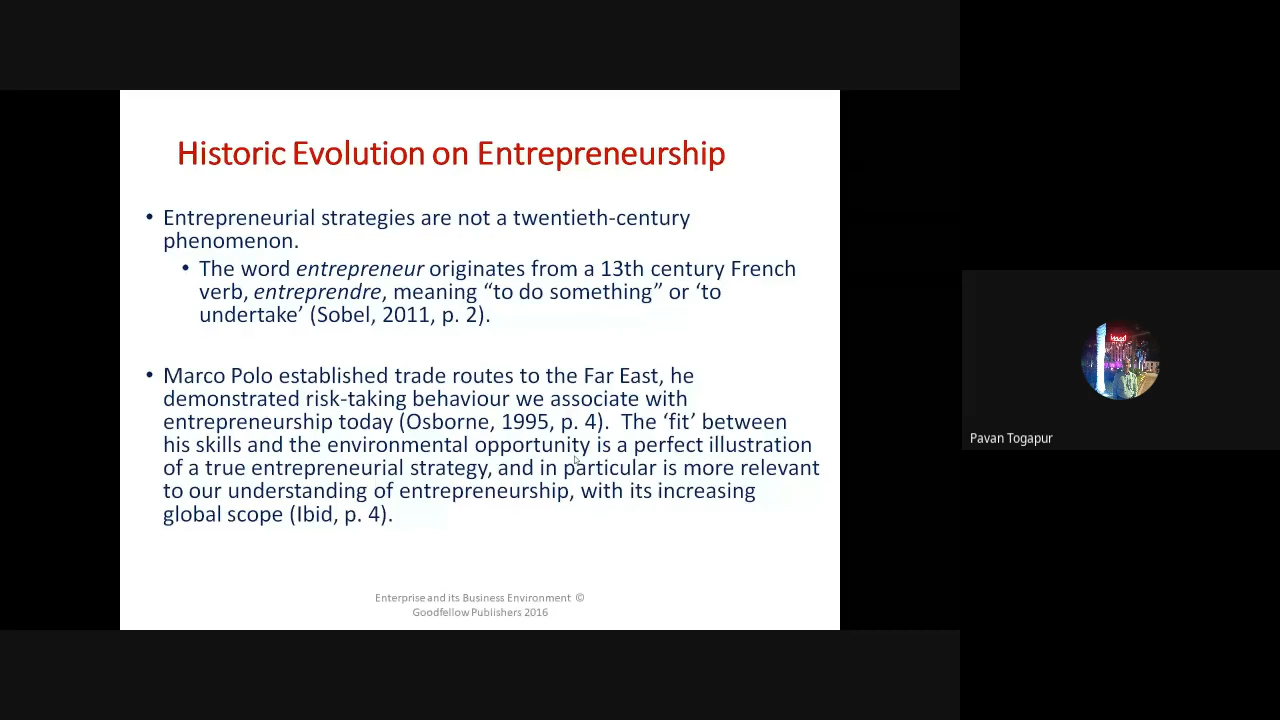 Historic Evolution on Entrepreneurship
• Entrepreneurial strategies are not a twentieth-century
phenomenon.
• The word entrepreneur originates from a 13th century French
verb, entreprendre, meaning “to do something” or ‘to
undertake’ (Sobel, 2011, p. 2).
• Marco Polo established trade routes to the Far East, he
demonstrated risk-taking behaviour we associate with
entrepreneurship today (Osborne, 1995, p. 4).  The ‘fit’ between
his skills and the environmental opportunity is a perfect illustration
of a true entrepreneurial strategy, and in particular is more relevant
to our understanding of entrepreneurship, with its increasing
global scope (Ibid, p. 4).
Enterprise and its Business Environment ©
Goodfellow Publishers 2016
Pavan Togapur